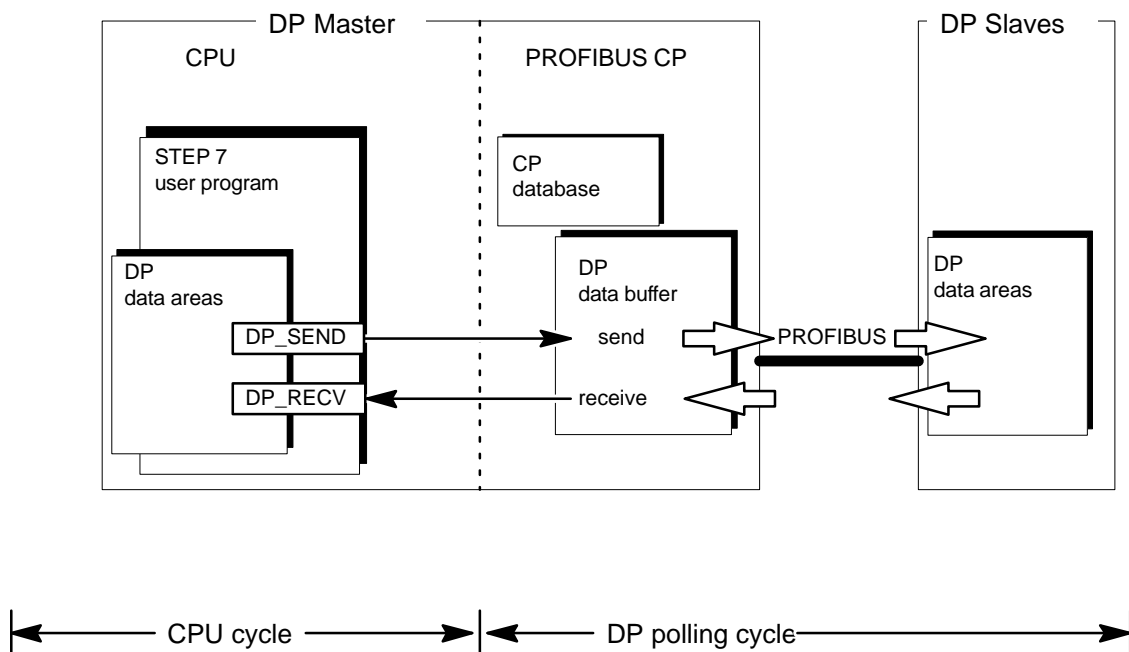 DP Master
DP Slaves
CPU
PROFIBUS CP
STEP 7
user program
CP
database
DP
data areas
DP
data buffer
DP
data areas
DP_SEND
send
PROFIBUS
DP_RECV
receive
CPU cycle
DP polling cycle